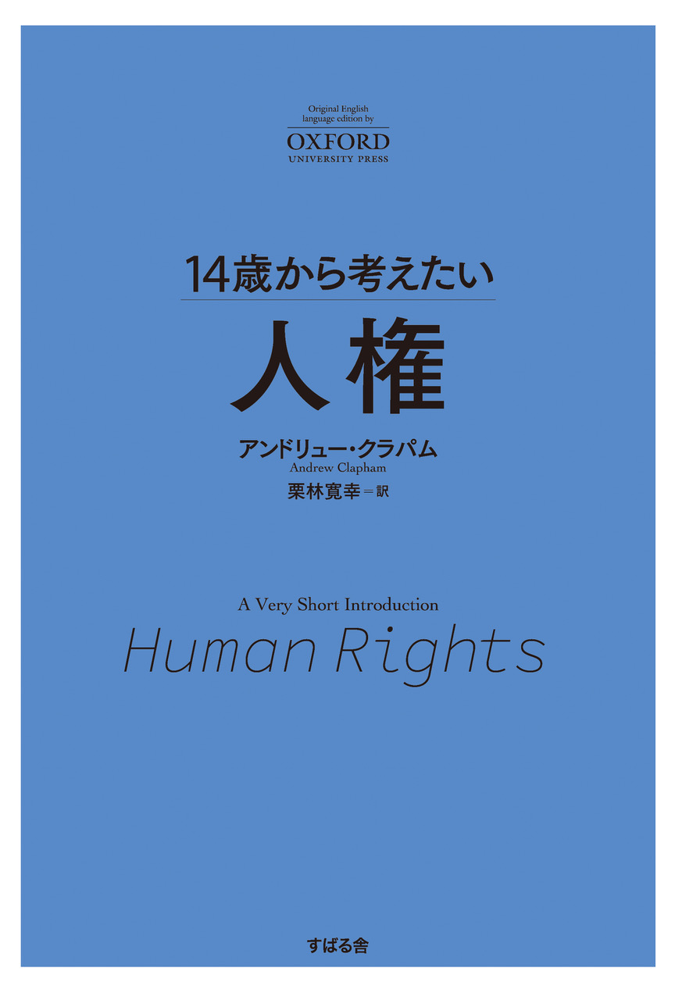 Original English
language edition by
OXFORD
UNIVERSITY PRESS
14歳から考えたい
人権
アンドリュー・クラパム
Andrew Clapham
栗林寛幸=訳
A Very Short Introduction
Human Rights
すばる舎